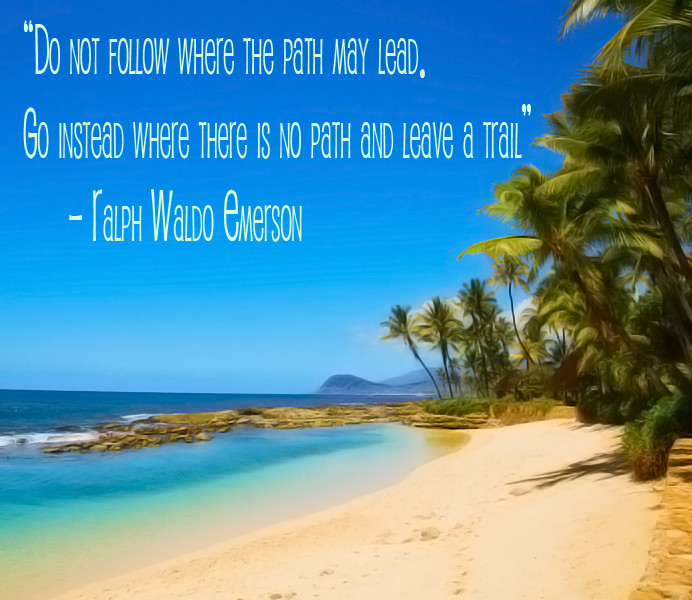 "Do not follow where the path may lead.
Go instead where there is no path and leave a trail"
- Ralph Waldo Emerson